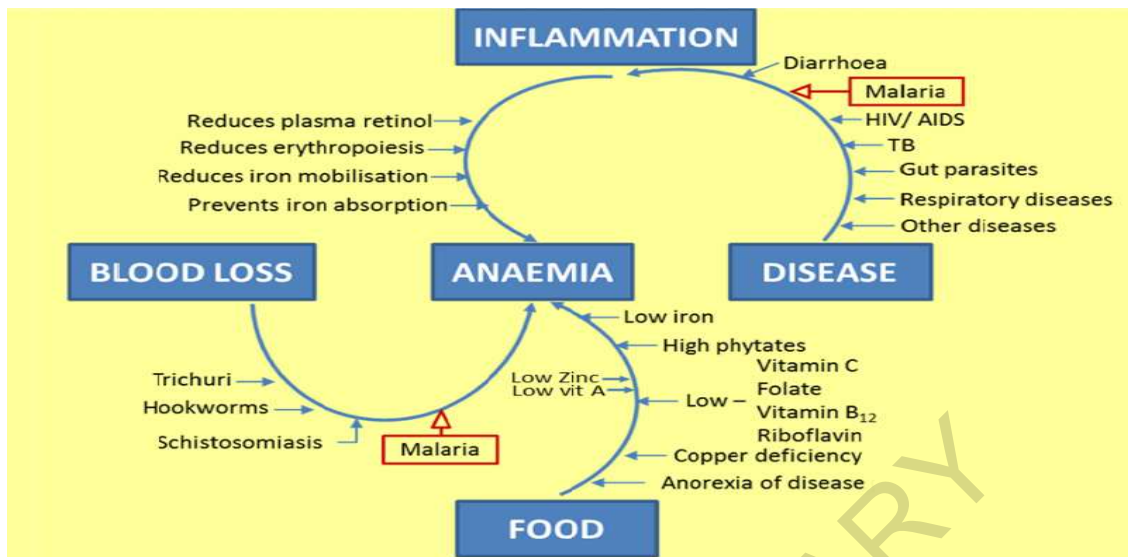 INFLAMMATION
Diarrhoea
Malaria
HIV/ AIDS
TB
Gut parasites
Respiratory diseases
Other diseases
Reduces plasma retinol
Reduces erythropoiesis
Reduces iron mobilisation
Prevents iron absorption
BLOOD LOSS
ANAEMIA
DISEASE
Trichuri
Hookworms
Schistosomiasis
Malaria
Low iron
High phytates
Low Zinc
Low vit A
Low –
Vitamin C
Folate
Vitamin B₁₂
Riboflavin
Copper deficiency
Anorexia of disease
FOOD